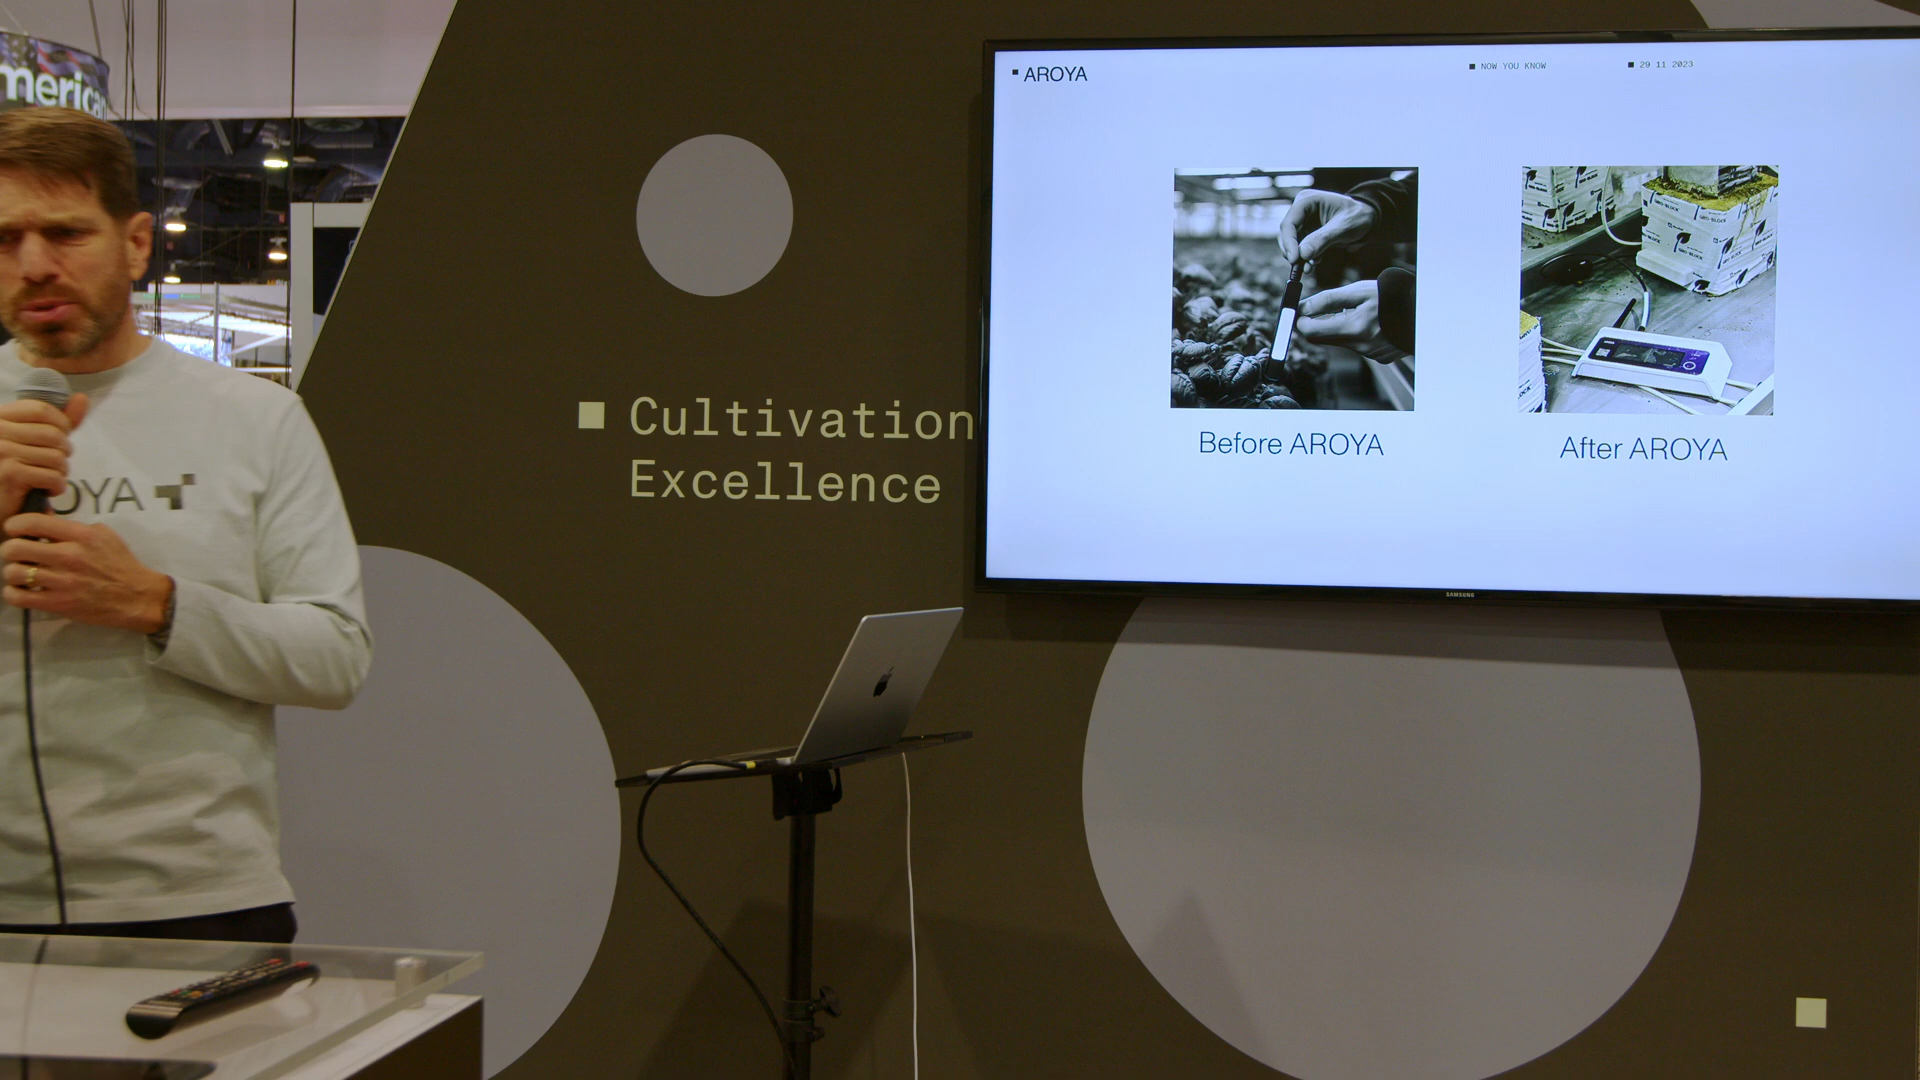 merica
AROYA
NOW YOU KNOW
29 11 2023
Before AROYA
After AROYA
Cultivation
Excellence
OYA
SAMSUNG